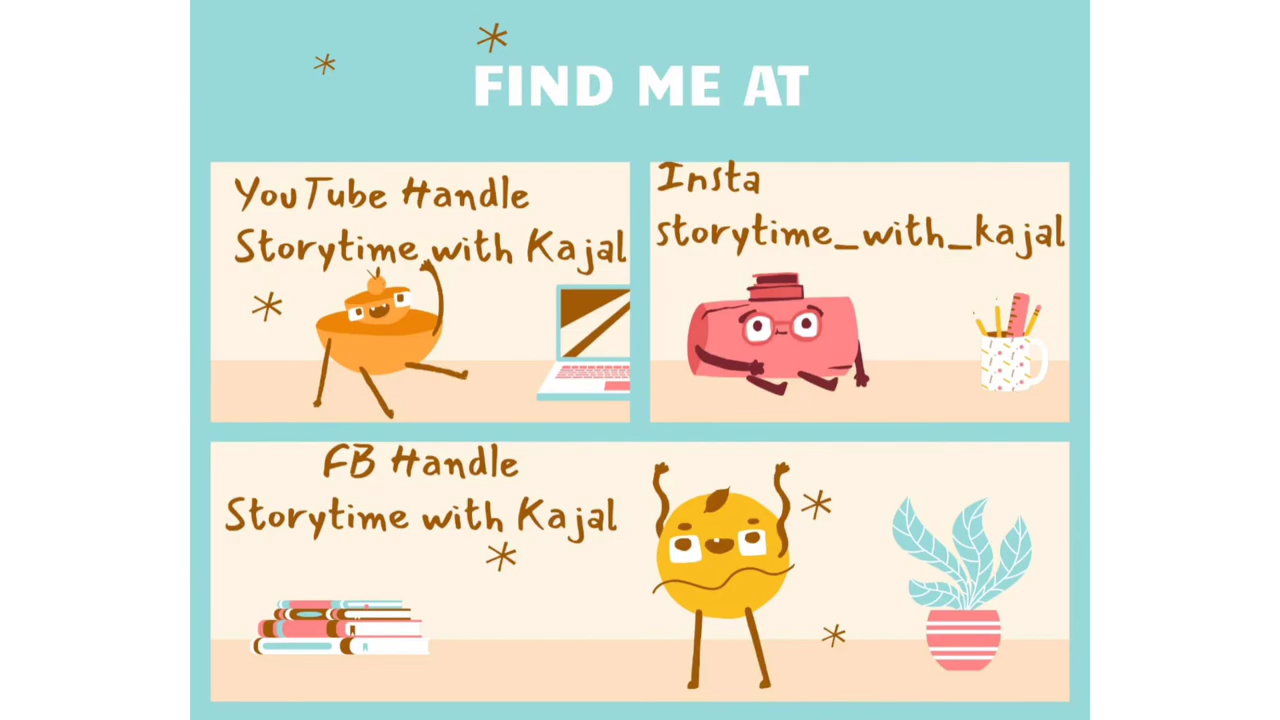 FIND ME AT
YouTube Handle
Storytime with Kajal
Insta
storytime_with_kajal
FB Handle
Storytime with Kajal